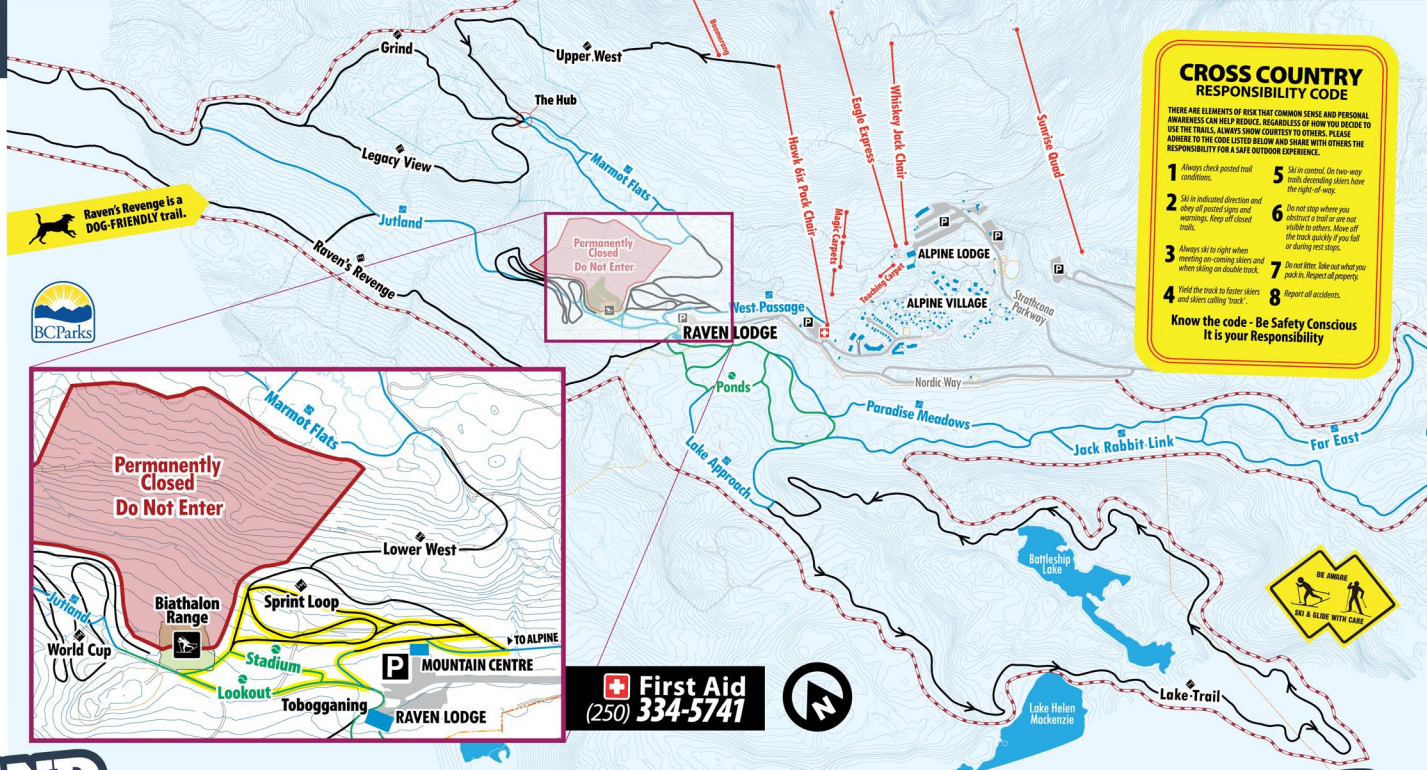 Grind
Upper West
Boomerang
The Hub
Legacy View
Marmot Flats
Jutland
Raven's Revenge is a
DOG-FRIENDLY trail.
Raven's Revenge
BCParks
Permanently
Closed
Do Not Enter
Hawk 6ix Pack Chair
Eagle Express
Whiskey Jack Chair
Sunrise Quad
Magic Carpets
Teaching Carpet
P
P
P
P
P
ALPINE LODGE
ALPINE VILLAGE
Strathcona
Parkway
West Passage
RAVEN LODGE
Nordic Way
Ponds
Paradise Meadows
Jack Rabbit Link
Far East
Lake Approach
Battleship
Lake
Lake Trail
Lake Helen
Mackenzie
CROSS COUNTRY
RESPONSIBILITY CODE
THERE ARE ELEMENTS OF RISK THAT COMMON SENSE AND PERSONAL
AWARENESS CAN HELP REDUCE. REGARDLESS OF HOW YOU DECIDE TO
USE THE TRAILS, ALWAYS SHOW COURTESY TO OTHERS. PLEASE
ADHERE TO THE CODE LISTED BELOW AND SHARE WITH OTHERS THE
RESPONSIBILITY FOR A SAFE OUTDOOR EXPERIENCE.
1 Always check posted trail
conditions.
2 Ski in indicated direction and
obey all posted signs and
warnings. Keep off closed
trails.
3 Always ski to right when
meeting on-coming skiers and
when skiing on double track.
4 Yield the track to faster skiers
and skiers calling 'track'.
5 Ski in control. On two-way
trails decending skiers have
the right-of-way.
6 Do not stop where you
obstruct a trail or are not
visible to others. Move off
the track quickly if you fall
or during rest stops.
7 Do not litter. Take out what you
pack in. Respect all property.
8 Report all accidents.
Know the code - Be Safety Conscious
It is your Responsibility
BE AWARE
SKI & GLIDE WITH CARE
Marmot Flats
Permanently
Closed
Do Not Enter
Lower West
Biathalon
Range
Sprint Loop
Jutland
World Cup
Stadium
Lookout
TO ALPINE
P
MOUNTAIN CENTRE
Tobogganing
RAVEN LODGE
First Aid
(250) 334-5741
N